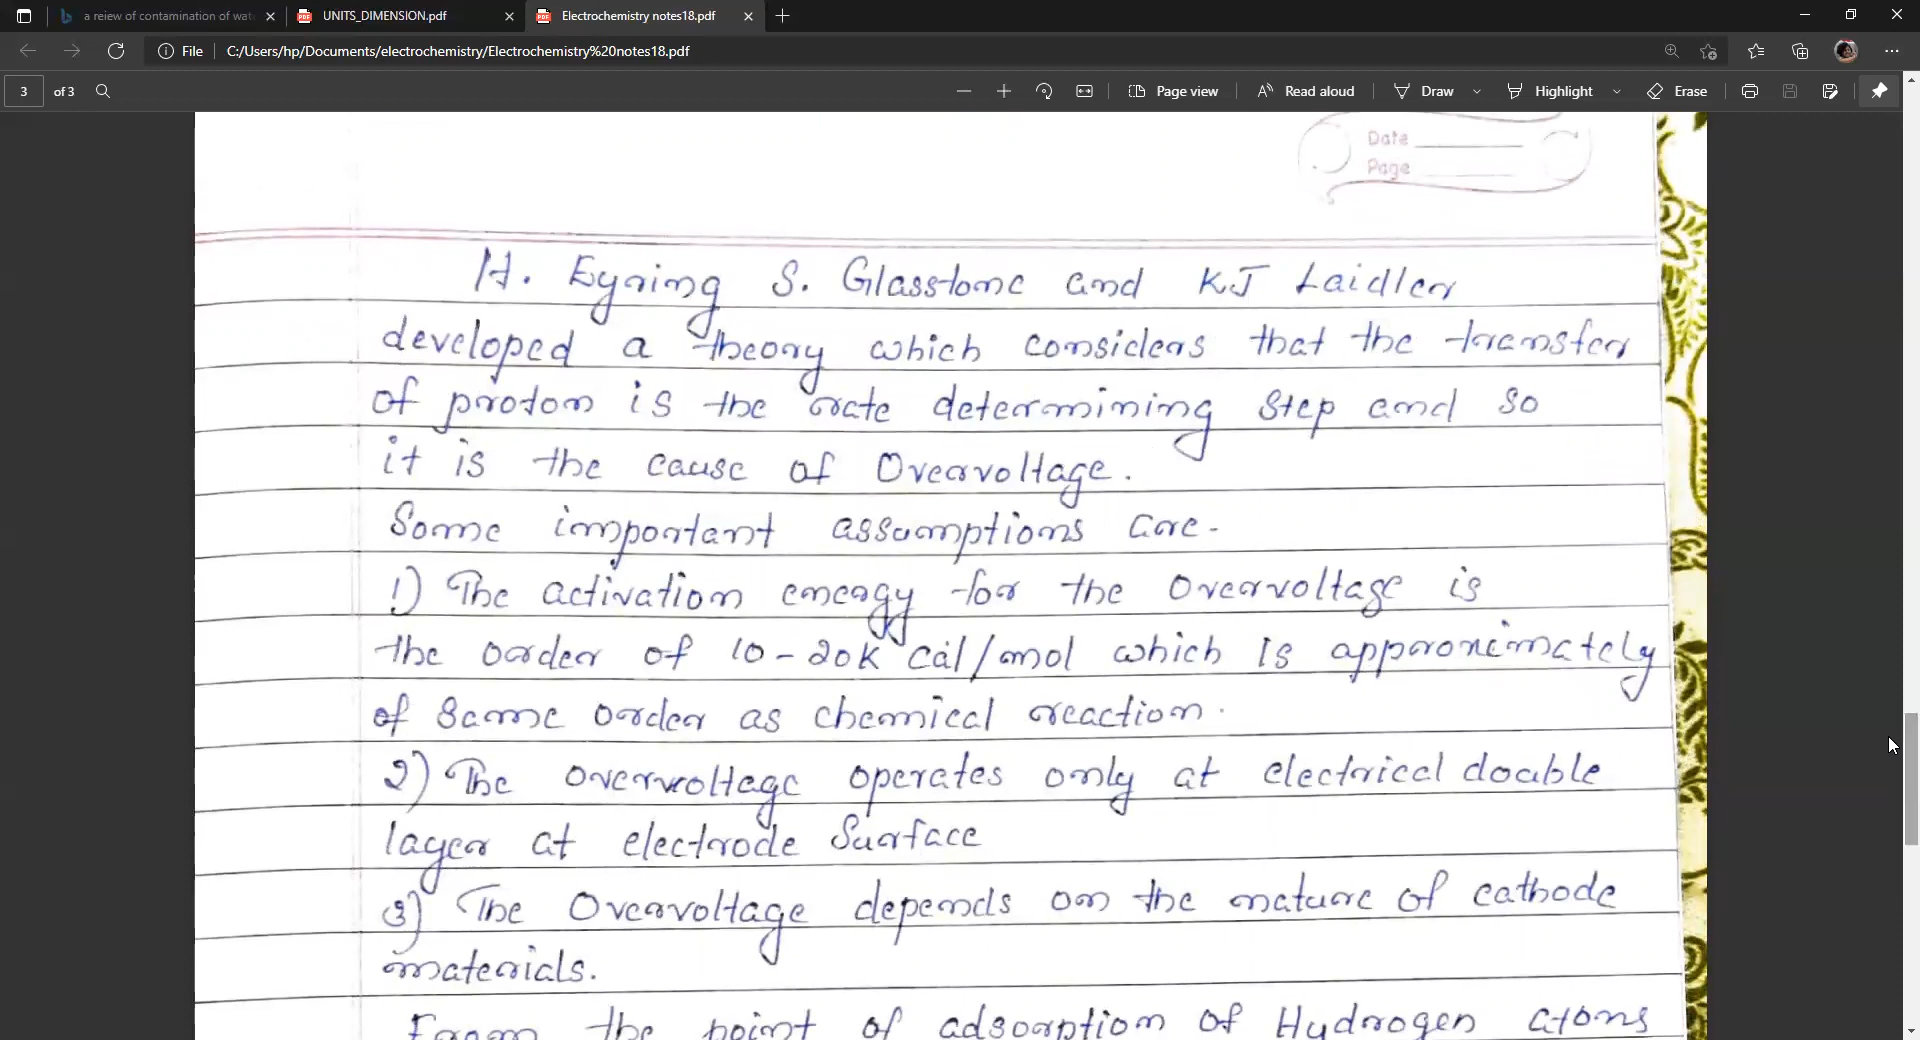 a reiew of contamination of wat
UNITS_DIMENSION.pdf
Electrochemistry notes18.pdf
File
C:/Users/hp/Documents/electrochemistry/Electrochemistry%20notes18.pdf
3 of 3
Page view
Read aloud
Draw
Highlight
Erase
Date
Page
H. Eyring S. Glasstone and KJ Laidler
developed a theory which considers that the transfer
of proton is the rate determining step and so
it is the cause of Overvoltage.
Some important assumptions are-
1) The activation energy for the overvoltage is
the order of 10-20K cal/mol which is approximately
of same order as chemical reaction.
2) The overvoltage operates only at electrical double
layer at electrode Surface
3) The Overvoltage depends on the nature of cathode
materials.
From the point of adsorption of Hydrogen atoms